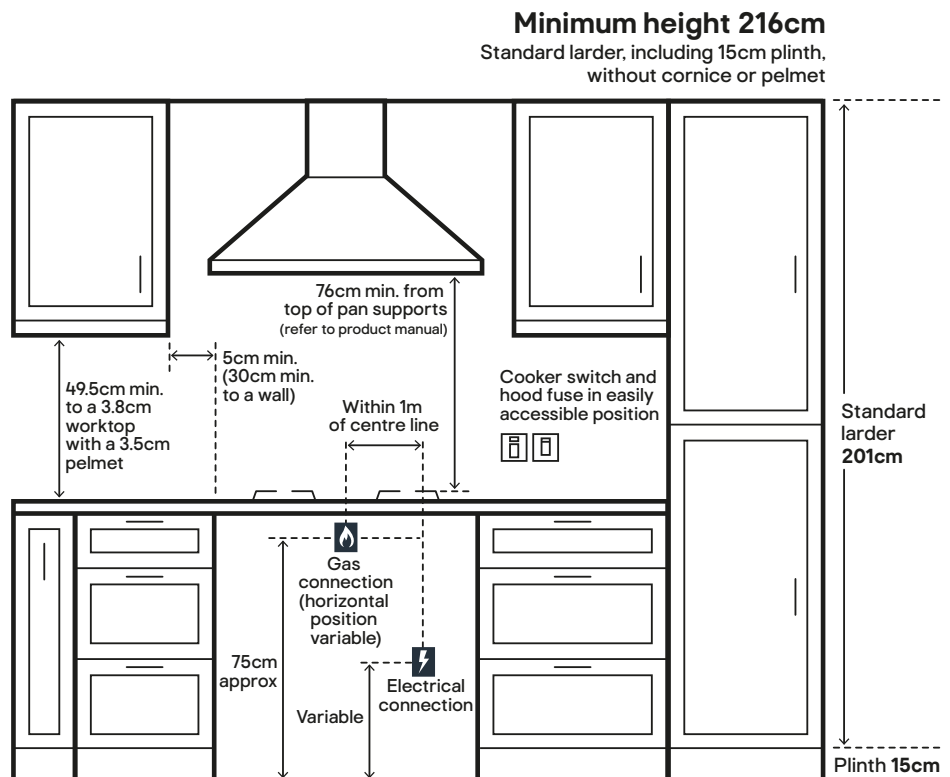 Minimum height 216cm
Standard larder, including 15cm plinth,
without cornice or pelmet
76cm min. from
top of pan supports
(refer to product manual)
5cm min.
(30cm min.
to a wall)
49.5cm min.
to a 3.8cm
worktop
with a 3.5cm
pelmet
Within 1m
of centre line
Cooker switch and
hood fuse in easily
accessible position
Standard
larder
201cm
Gas
connection
(horizontal
position
variable)
75cm
approx
Electrical
connection
Variable
Plinth 15cm